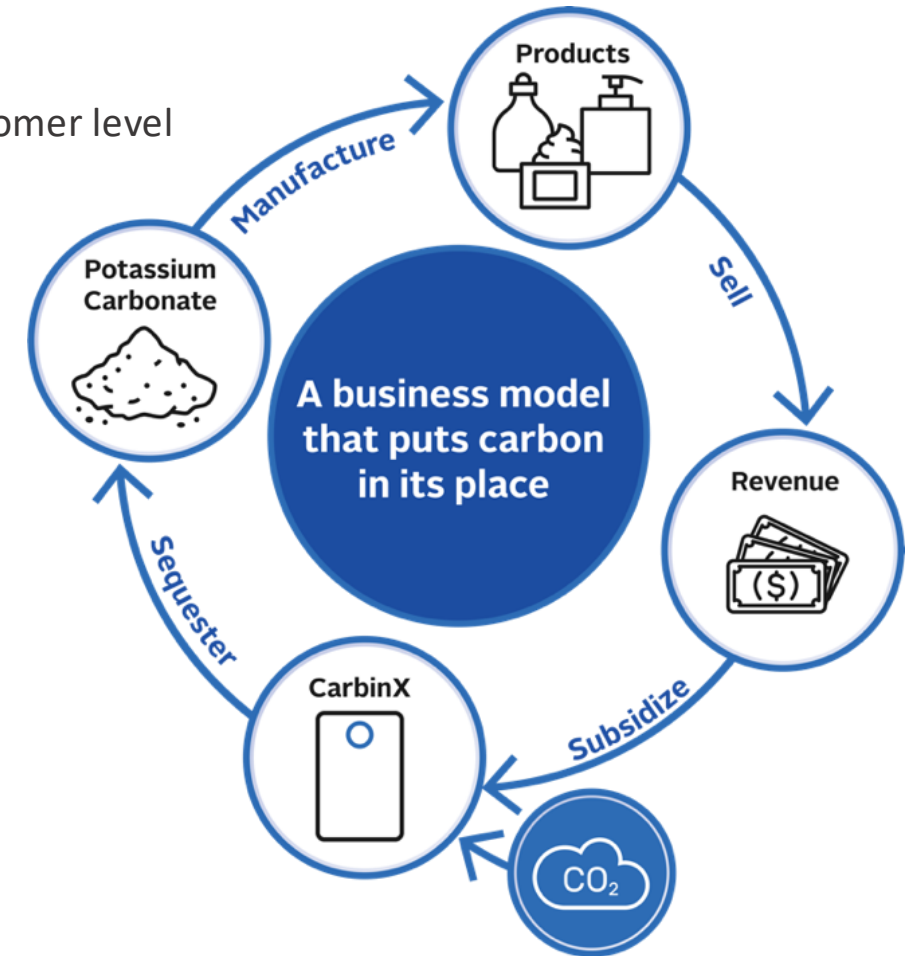 Products
omer level
Manufacture
Potassium
Carbonate
Sell
A business model
that puts carbon
in its place
Revenue
($)
Sequester
CarbinX
Subsidize
CO₂